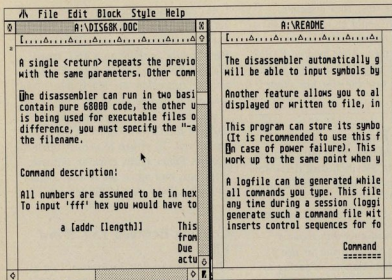 File Edit Block Style Help
A:\DIS68K.DOC
A single <return> repeats the previo
with the same parameters. Other comm
The disassembler can run in two basi
contain pure 68000 code, the other u
is being used for executable files o
difference, you must specify the "-a
the filename.
Command description:
All numbers are assumed to be in hex
To input 'fff' hex you would have to
a [addr [length]] This
from
Due
actu
A:\README
The disassembler automatically g
will be able to input symbols by
Another feature allows you to al
displayed or written to file, in
This program can store its symbo
(It is recommended to use this f
in case of power failure). This
work up to the same point when y
A logfile can be generated while
all commands you type. This file
any time during a session (loggi
generate such a command file wit
inserts control sequences for fo
Command
========